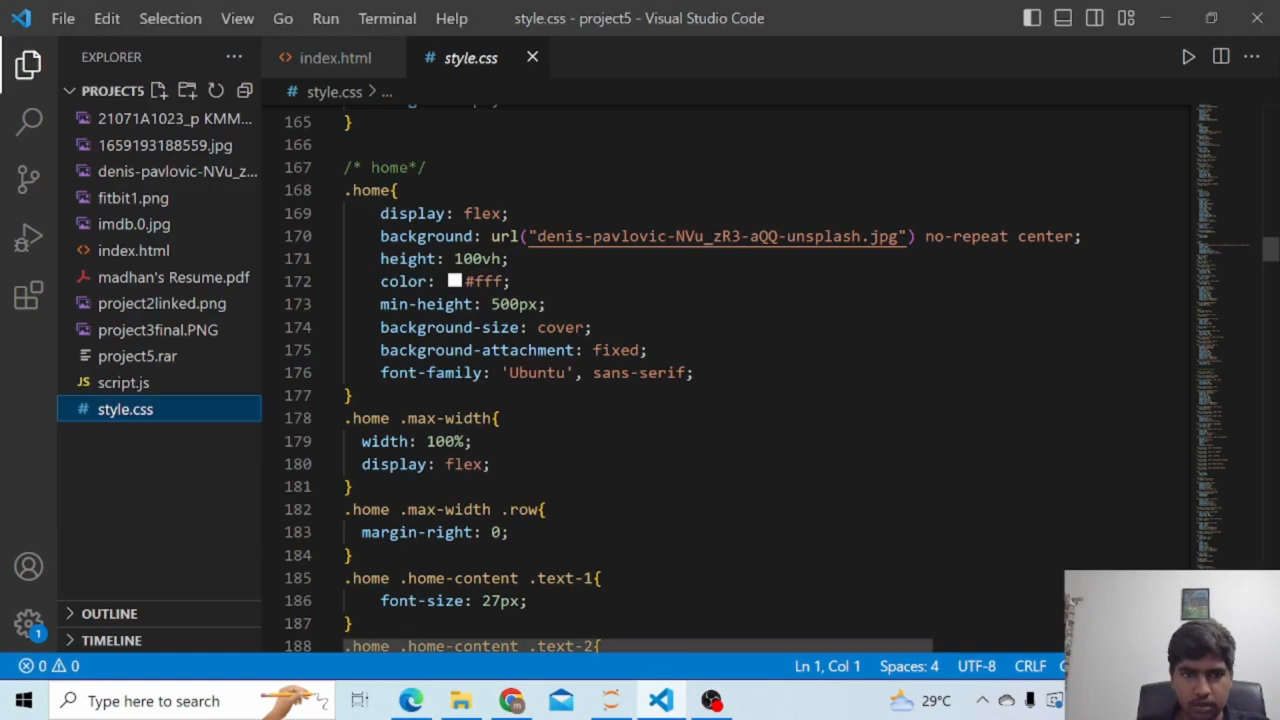 File Edit Selection View Go Run Terminal Help style.css - project5 - Visual Studio Code
EXPLORER
index.html
# style.css
PROJECT5
# style.css > ...
21071A1023_p KMM...
1659193188559.jpg
denis-pavlovic-NVu_z...
fitbit1.png
imdb.0.jpg
<> index.html
madhan's Resume.pdf
project2linked.png
project3final.PNG
project5.rar
JS script.js
# style.css
OUTLINE
TIMELINE
165 }
166
167 /* home*/
168 .home{
169 display: flex;
170 background: url("denis-pavlovic-NVu_zR3-aQQ-unsplash.jpg") no-repeat center;
171 height: 100vh;
172 color: #fff;
173 min-height: 500px;
174 background-size: cover;
175 background-attachment: fixed;
176 font-family: 'Ubuntu', sans-serif;
177 }
178 .home .max-width{
179 width: 100%;
180 display: flex;
181 }
182 .home .max-width .row{
183 margin-right: 0;
184 }
185 .home .home-content .text-1{
186 font-size: 27px;
187 }
188 .home .home-content .text-2{
1
0 0 Ln 1, Col 1 Spaces: 4 UTF-8 CRLF
Type here to search
29°C